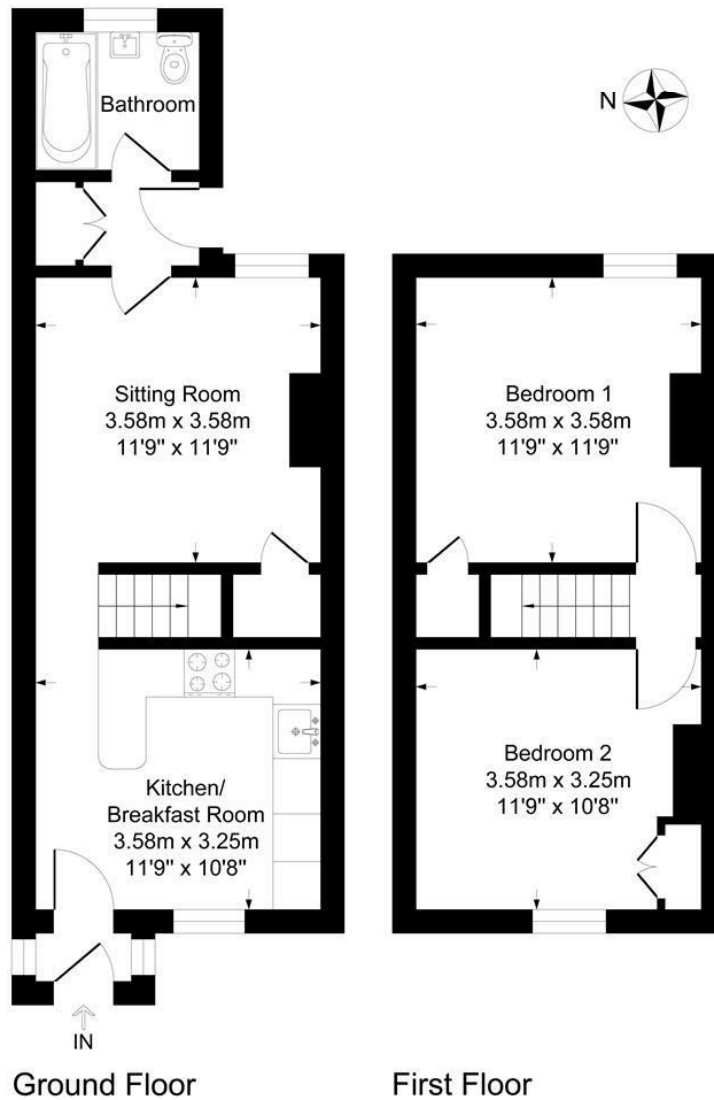 Bathroom
N
Sitting Room
3.58m x 3.58m
11'9" x 11'9"
Bedroom 1
3.58m x 3.58m
11'9" x 11'9"
Kitchen/
Breakfast Room
3.58m x 3.25m
11'9" x 10'8"
Bedroom 2
3.58m x 3.25m
11'9" x 10'8"
IN
Ground Floor
First Floor